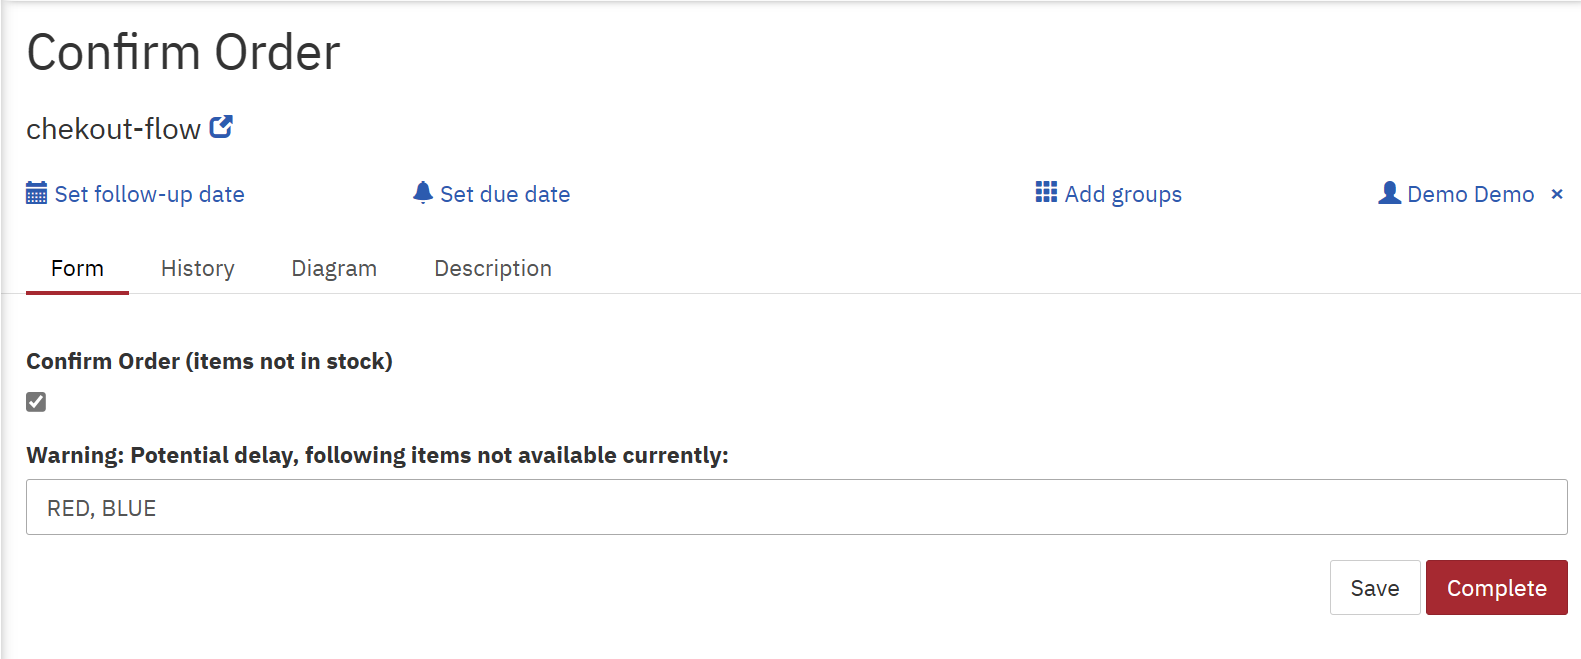 Confirm Order
chekout-flow
Set follow-up date Set due date Add groups Demo Demo ×
Form History Diagram Description
Confirm Order (items not in stock)
Warning: Potential delay, following items not available currently:
RED, BLUE
Save Complete